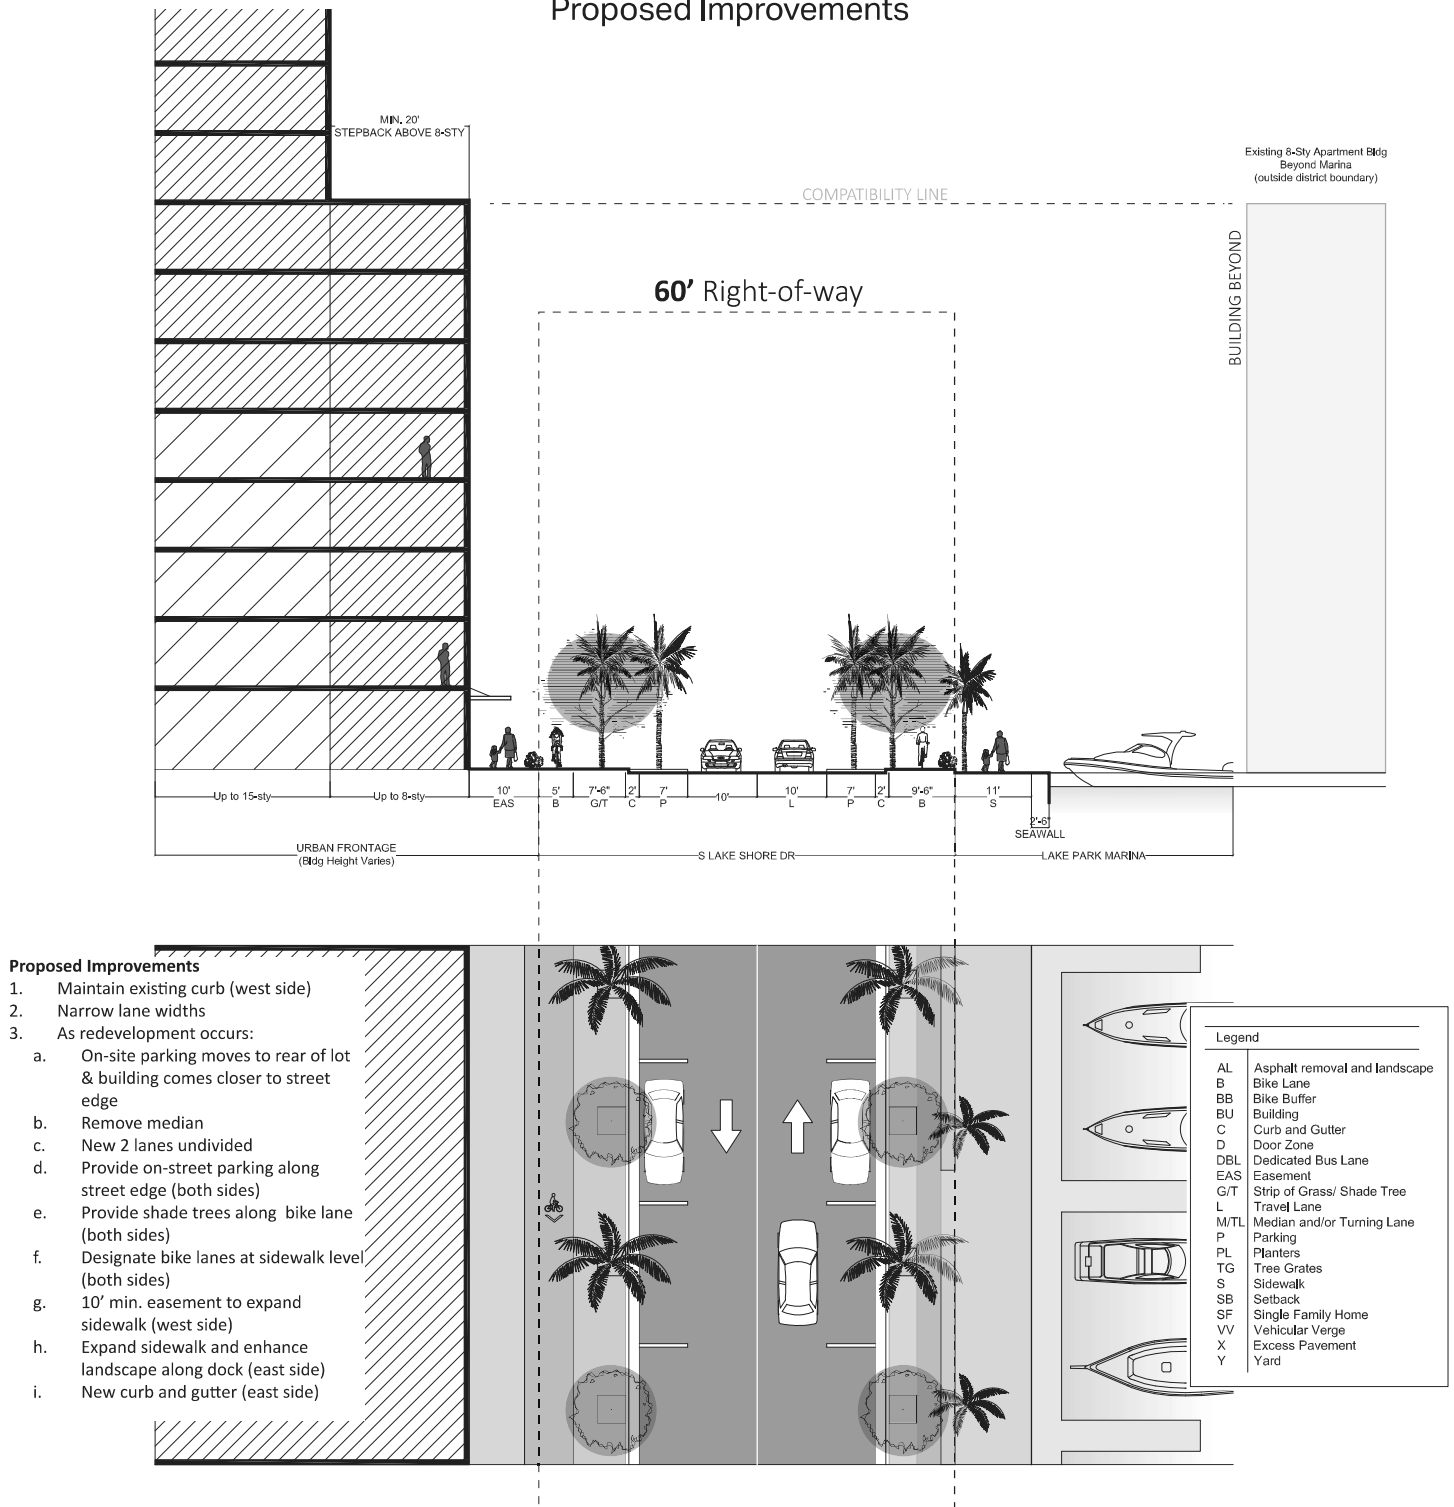 Proposed Improvements
MIN. 20'
STEPBACK ABOVE 8-STY
Existing 8-Sty Apartment Bldg
Beyond Marina
(outside district boundary)
COMPATIBILITY LINE
BUILDING BEYOND
60’ Right-of-way
Up to 15-sty
Up to 8-sty
10'
EAS
5'
B
7'-6"
G/T
2'
C
7'
P
10'
10'
L
7'
P
2'
C
9'-6"
B
11'
S
2'-6"
SEAWALL
URBAN FRONTAGE
(Bldg Height Varies)
S LAKE SHORE DR
LAKE PARK MARINA
Proposed Improvements
1. Maintain existing curb (west side)
2. Narrow lane widths
3. As redevelopment occurs:
a. On-site parking moves to rear of lot
& building comes closer to street
edge
b. Remove median
c. New 2 lanes undivided
d. Provide on-street parking along
street edge (both sides)
e. Provide shade trees along bike lane
(both sides)
f. Designate bike lanes at sidewalk level
(both sides)
g. 10’ min. easement to expand
sidewalk (west side)
h. Expand sidewalk and enhance
landscape along dock (east side)
i. New curb and gutter (east side)
Legend
AL Asphalt removal and landscape
B Bike Lane
BB Bike Buffer
BU Building
C Curb and Gutter
D Door Zone
DBL Dedicated Bus Lane
EAS Easement
G/T Strip of Grass/ Shade Tree
L Travel Lane
M/TL Median and/or Turning Lane
P Parking
PL Planters
TG Tree Grates
S Sidewalk
SB Setback
SF Single Family Home
VV Vehicular Verge
X Excess Pavement
Y Yard